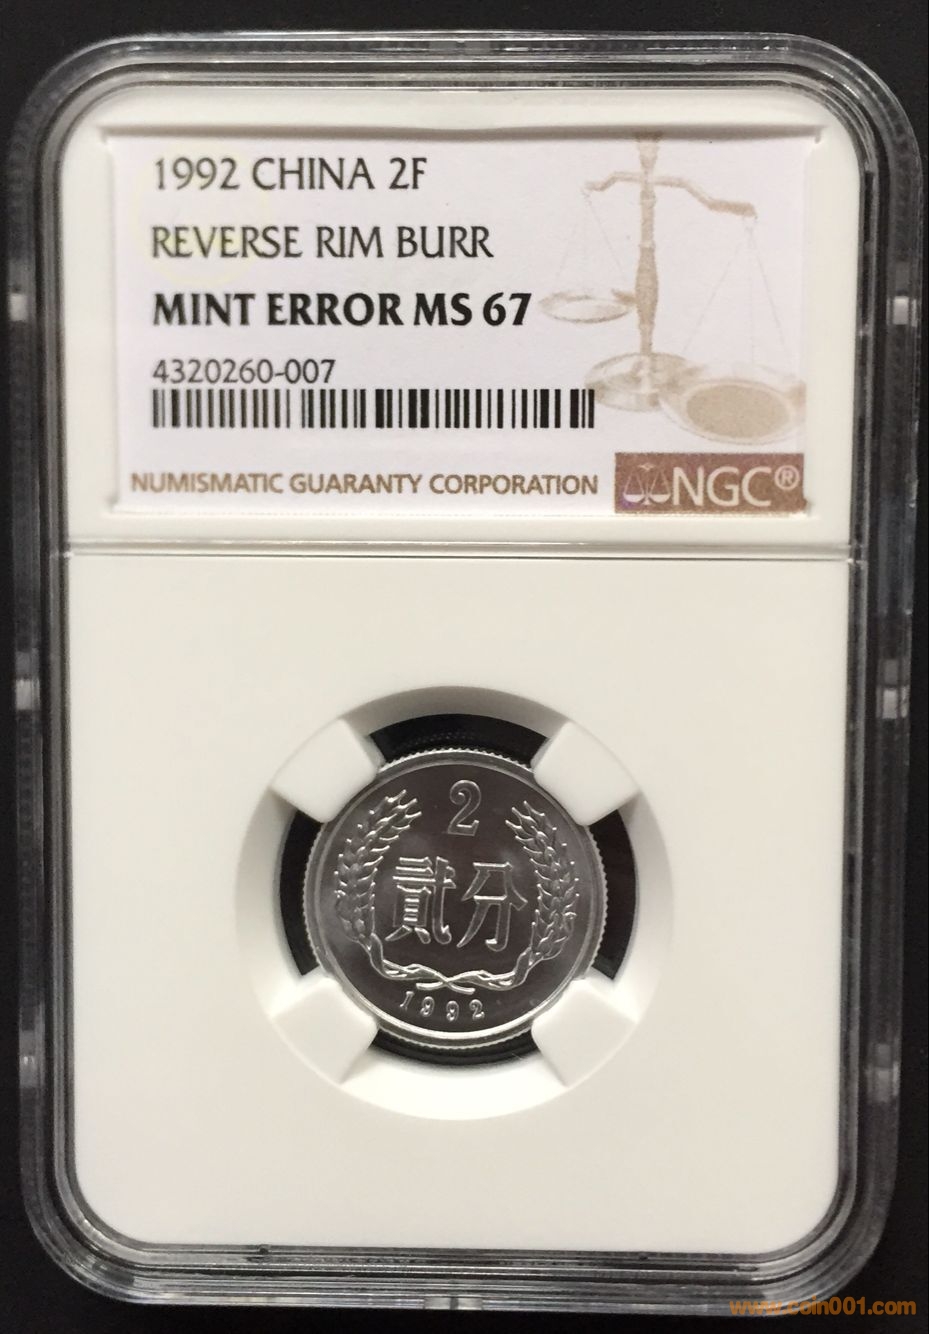 1992 CHINA 2F
REVERSE RIM BURR
MINT ERROR MS 67
4320260-007
NUMISMATIC GUARANTY CORPORATION
NGC®
2
貳分
1992
www.coin001.com